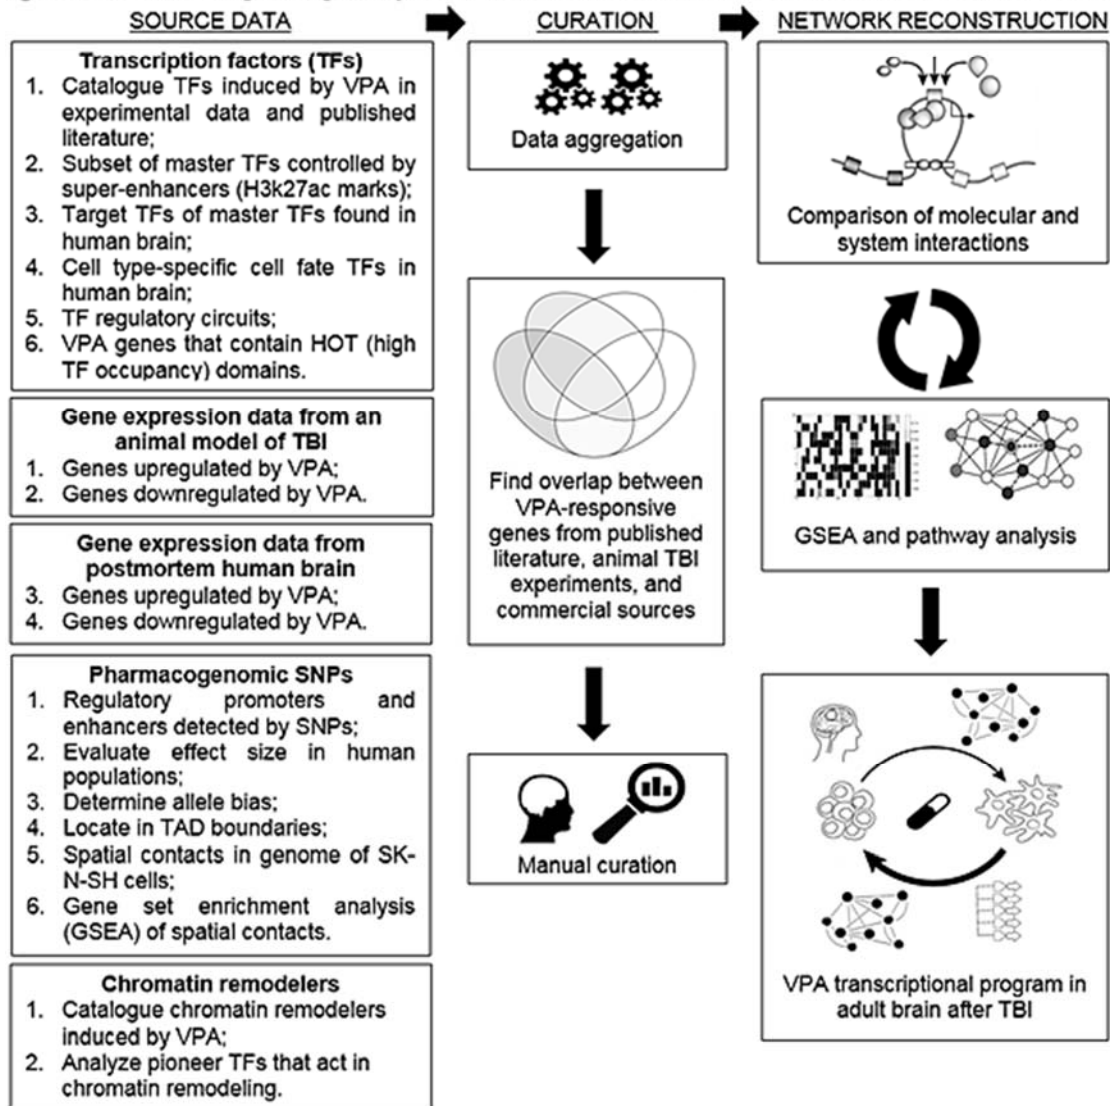 SOURCE DATA
CURATION
NETWORK RECONSTRUCTION
Transcription factors (TFs)
1. Catalogue TFs induced by VPA in
experimental data and published
literature;
2. Subset of master TFs controlled by
super-enhancers (H3k27ac marks);
3. Target TFs of master TFs found in
human brain;
4. Cell type-specific cell fate TFs in
human brain;
5. TF regulatory circuits;
6. VPA genes that contain HOT (high
TF occupancy) domains.
Gene expression data from an
animal model of TBI
1. Genes upregulated by VPA;
2. Genes downregulated by VPA.
Gene expression data from
postmortem human brain
3. Genes upregulated by VPA;
4. Genes downregulated by VPA.
Pharmacogenomic SNPs
1. Regulatory promoters and
enhancers detected by SNPs;
2. Evaluate effect size in human
populations;
3. Determine allele bias;
4. Locate in TAD boundaries;
5. Spatial contacts in genome of SK-
N-SH cells;
6. Gene set enrichment analysis
(GSEA) of spatial contacts.
Chromatin remodelers
1. Catalogue chromatin remodelers
induced by VPA;
2. Analyze pioneer TFs that act in
chromatin remodeling.
Data aggregation
Find overlap between
VPA-responsive
genes from published
literature, animal TBI
experiments, and
commercial sources
Manual curation
Comparison of molecular and
system interactions
GSEA and pathway analysis
VPA transcriptional program in
adult brain after TBI